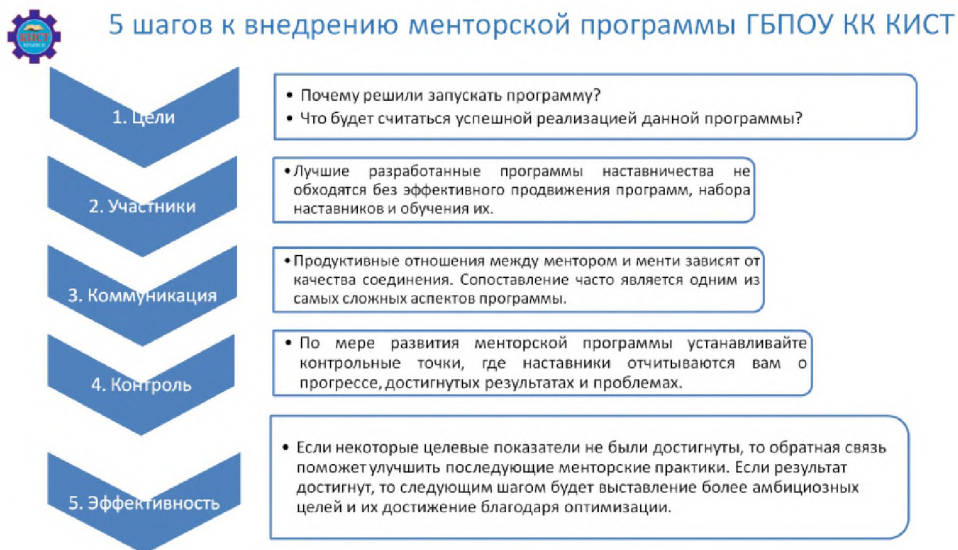 5 шагов к внедрению менторской программы ГБПОУ КК КИСТ
КИСТ
1. Цели
• Почему решили запускать программу?
• Что будет считаться успешной реализацией данной программы?
2. Участники
• Лучшие разработанные программы наставничества не
обходятся без эффективного продвижения программ, набора
наставников и обучения их.
3. Коммуникация
• Продуктивные отношения между ментором и менти зависят от
качества соединения. Сопоставление часто является одним из
самых сложных аспектов программы.
4. Контроль
• По мере развития менторской программы устанавливайте
контрольные точки, где наставники отчитываются вам о
прогрессе, достигнутых результатах и проблемах.
5. Эффективность
• Если некоторые целевые показатели не были достигнуты, то обратная связь
поможет улучшить последующие менторские практики. Если результат
достигнут, то следующим шагом будет выставление более амбициозных
целей и их достижение благодаря оптимизации.